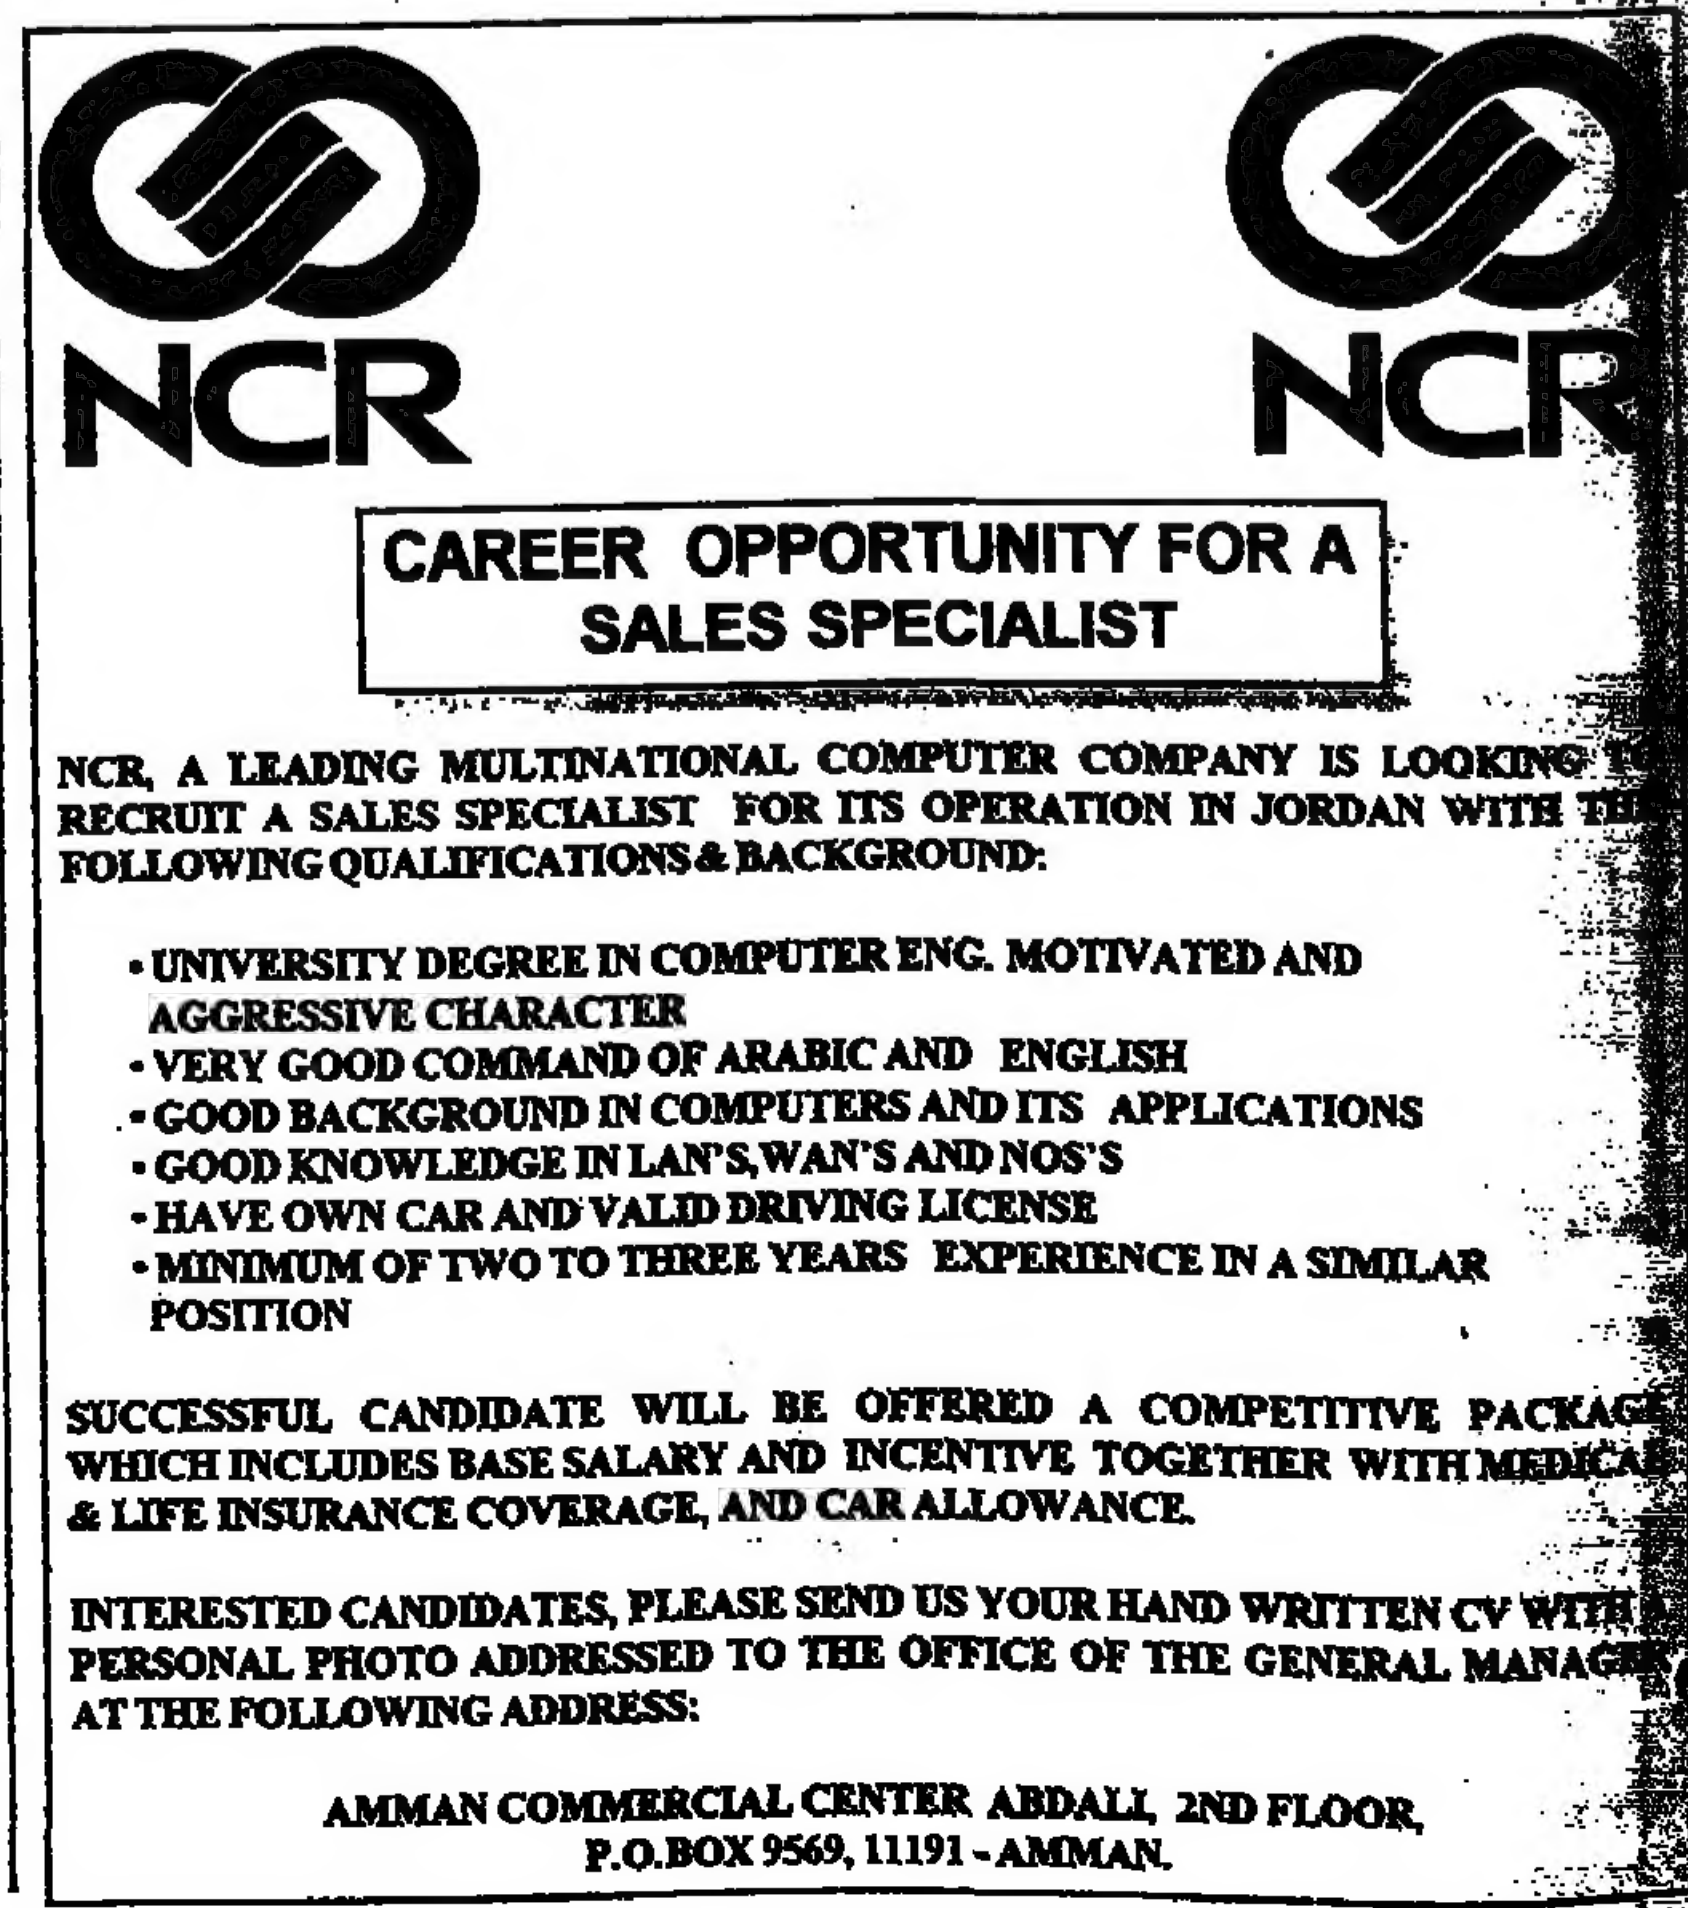 NCR NCR
CAREER OPPORTUNITY FOR A
SALES SPECIALIST
NCR, A LEADING MULTINATIONAL COMPUTER COMPANY IS LOOKING TO
RECRUIT A SALES SPECIALIST FOR ITS OPERATION IN JORDAN WITH THE
FOLLOWING QUALIFICATIONS & BACKGROUND:
• UNIVERSITY DEGREE IN COMPUTER ENG. MOTIVATED AND
AGGRESSIVE CHARACTER
• VERY GOOD COMMAND OF ARABIC AND ENGLISH
• GOOD BACKGROUND IN COMPUTERS AND ITS APPLICATIONS
• GOOD KNOWLEDGE IN LAN'S, WAN'S AND NOS'S
• HAVE OWN CAR AND VALID DRIVING LICENSE
• MINIMUM OF TWO TO THREE YEARS EXPERIENCE IN A SIMILAR
POSITION
SUCCESSFUL CANDIDATE WILL BE OFFERED A COMPETITIVE PACKAGE
WHICH INCLUDES BASE SALARY AND INCENTIVE TOGETHER WITH MEDICAL
& LIFE INSURANCE COVERAGE, AND CAR ALLOWANCE.
INTERESTED CANDIDATES, PLEASE SEND US YOUR HAND WRITTEN CV WITH A
PERSONAL PHOTO ADDRESSED TO THE OFFICE OF THE GENERAL MANAGER,
AT THE FOLLOWING ADDRESS:
AMMAN COMMERCIAL CENTER ABDALI, 2ND FLOOR,
P.O.BOX 9569, 11191 - AMMAN.